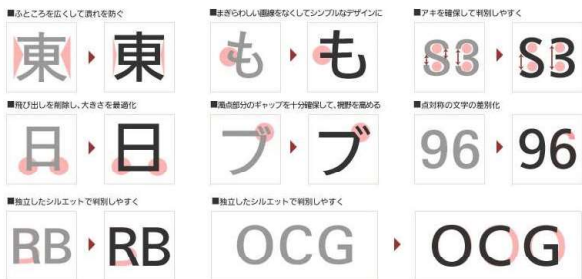 ■ふところを広くして潰れを防ぐ
■まぎらわしい画線をなくしてシンプルなデザインに
■アキを確保して判別しやすく
東 東
も も
S3 S3
■飛び出しを削除し、大きさを最適化
■濁点部分のギャップを十分確保して、視野を高める
■点対称の文字の差別化
日 日
ブ ブ
96 96
■独立したシルエットで判別しやすく
■独立したシルエットで判別しやすく
RB RB
OCG OCG